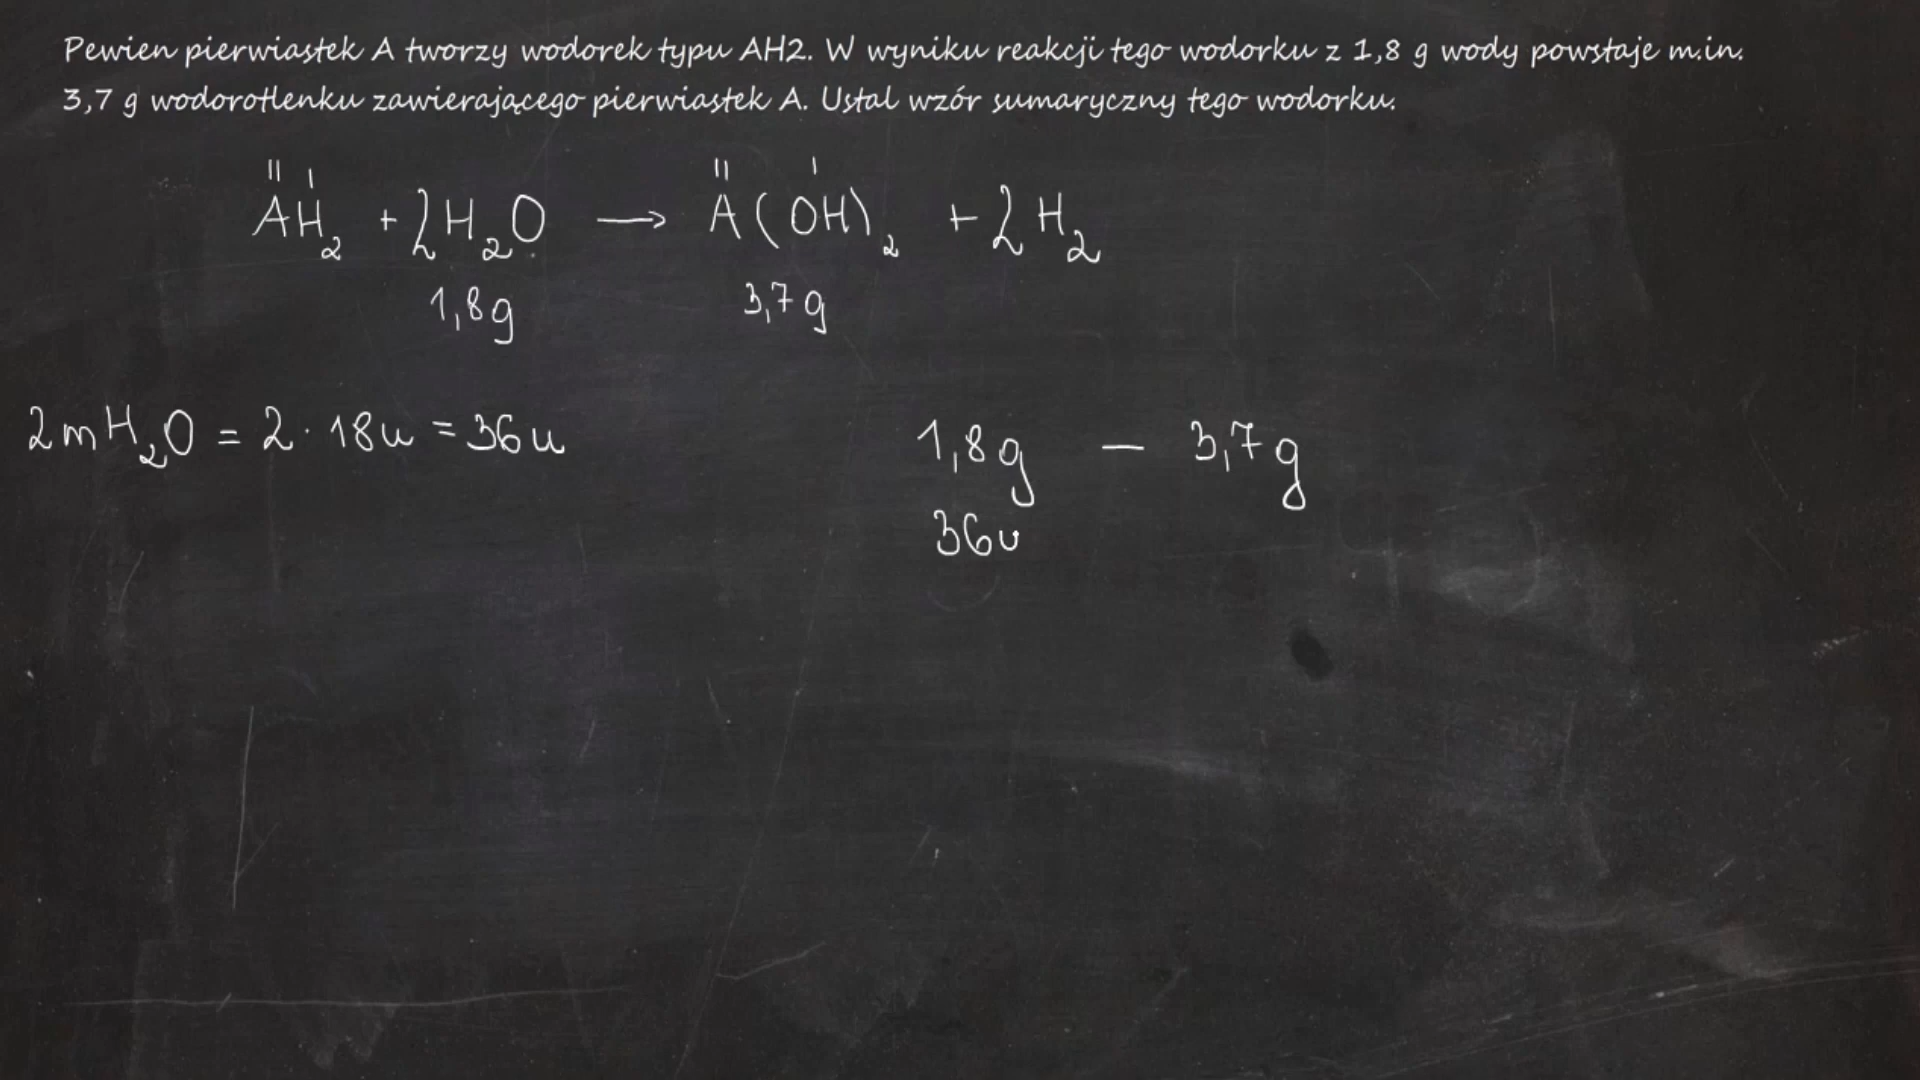 Pewien pierwiastek A tworzy wodorek typu AH2. W wyniku reakcji tego wodorku z 1,8 g wody powstaje m.in.
3,7 g wodorotlenku zawierającego pierwiastek A. Ustal wzór sumaryczny tego wodorku.
II I II I
AH₂ + 2H₂O → A(OH)₂ + 2H₂
1,8g 3,7g
2mH₂O = 2 · 18u = 36u
1,8g – 3,7g
36u